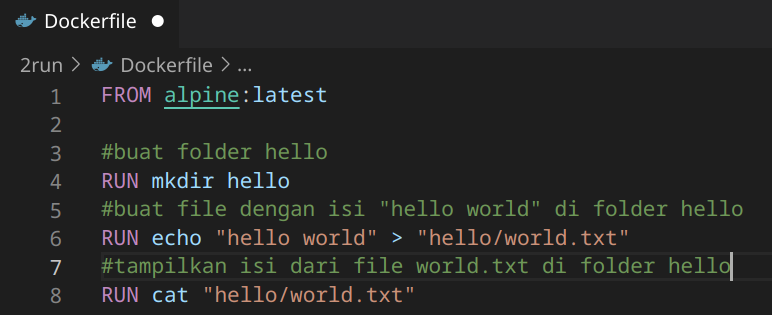 Dockerfile
2run > Dockerfile > ...
1 FROM alpine:latest
2
3 #buat folder hello
4 RUN mkdir hello
5 #buat file dengan isi "hello world" di folder hello
6 RUN echo "hello world" > "hello/world.txt"
7 #tampilkan isi dari file world.txt di folder hello
8 RUN cat "hello/world.txt"